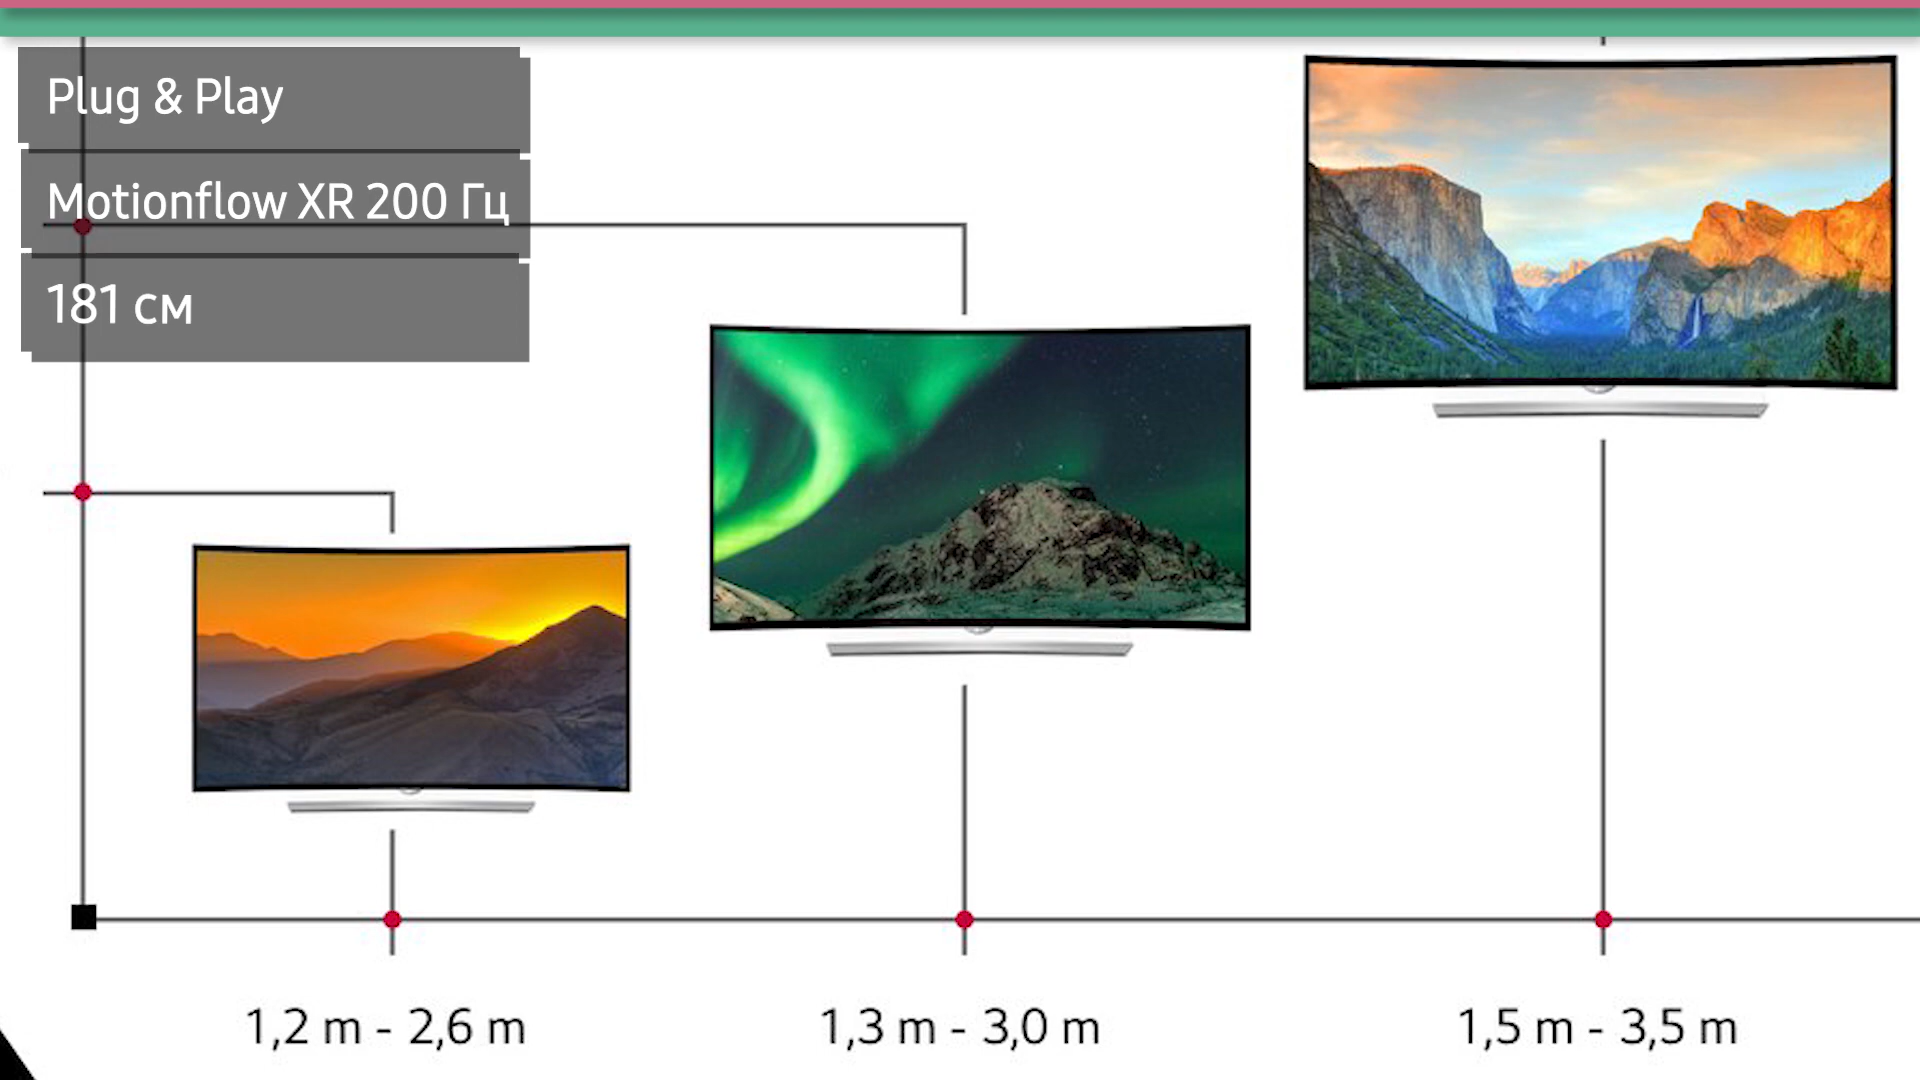 Plug & Play
Motionflow XR 200 Гц
181 см
1,2 m - 2,6 m
1,3 m - 3,0 m
1,5 m - 3,5 m